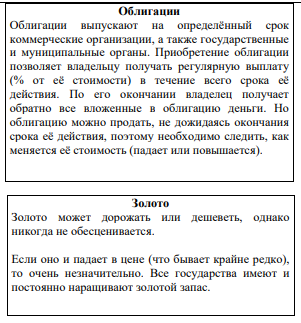 Облигации
Облигации выпускают на определённый срок
коммерческие организации, а также государственные
и муниципальные органы. Приобретение облигации
позволяет владельцу получать регулярную выплату
(% от её стоимости) в течение всего срока её
действия. По его окончании владелец получает
обратно все вложенные в облигацию деньги. Но
облигацию можно продать, не дожидаясь окончания
срока её действия, поэтому необходимо следить, как
меняется её стоимость (падает или повышается).
Золото
Золото может дорожать или дешеветь, однако
никогда не обесценивается.
Если оно и падает в цене (что бывает крайне редко),
то очень незначительно. Все государства имеют и
постоянно наращивают золотой запас.